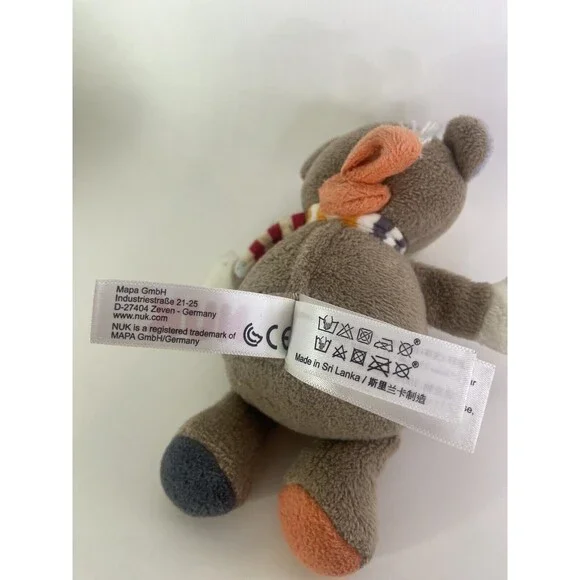 Mapa GmbH
Industriestraße 21-25
D-27404 Zeven - Germany
www.nuk.com
NUK is a registered trademark of
MAPA GmbH/Germany
CE
Made in Sri Lanka / 斯里兰卡制造